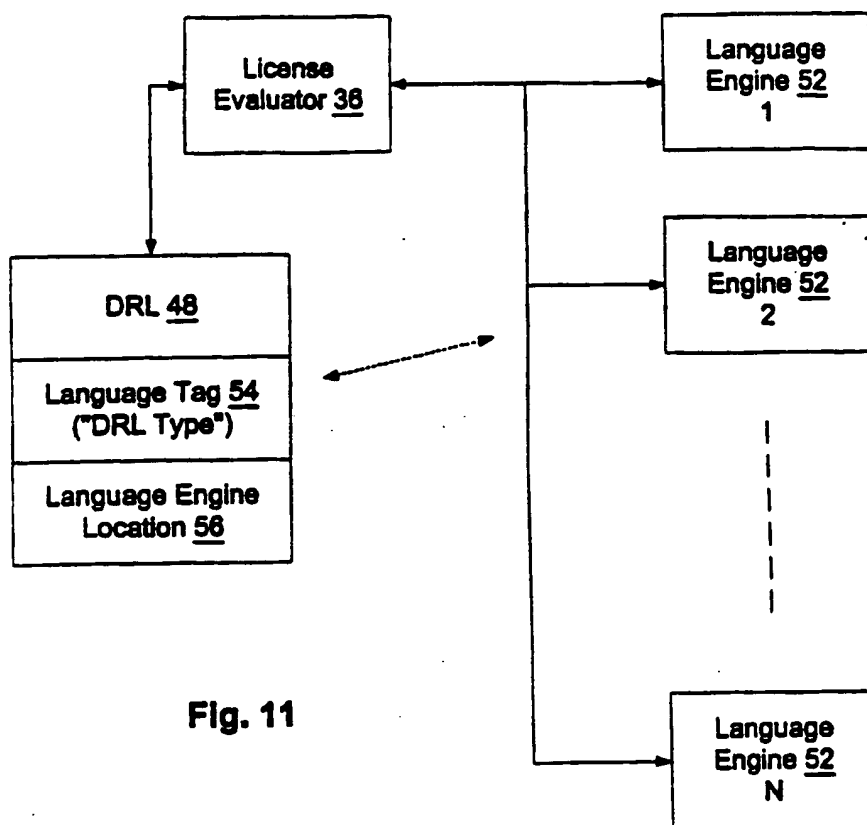 License
Evaluator 36
Language
Engine 52
1
Language
Engine 52
2
DRL 48
Language Tag 54
("DRL Type")
Language Engine
Location 56
Language
Engine 52
N
Fig. 11